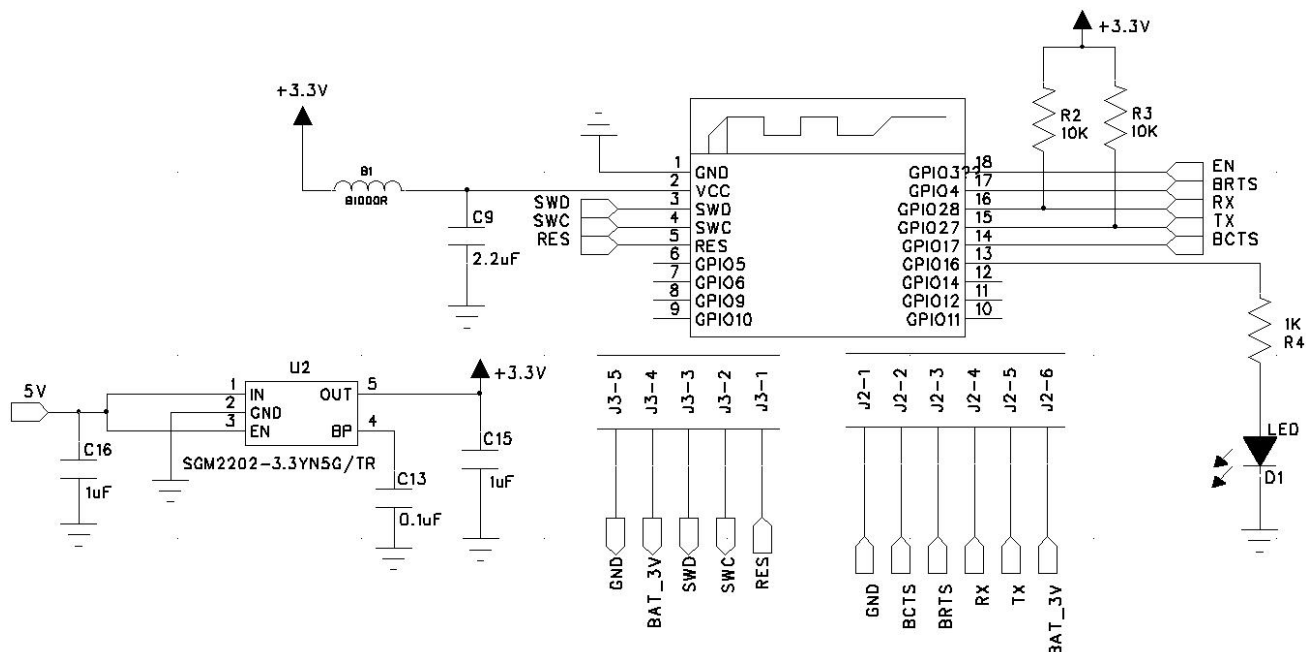 +3.3V
+3.3V
R2
10K
R3
10K
B1
B1000R
C9
2.2uF
SWD
SWC
RES
1 GND
2 VCC
3 SWD
4 SWC
5 RES
6 GPIO5
7 GPIO6
8 GPIO9
9 GPIO10
GPIO3?? 18
GPIO4 17
GPIO28 16
GPIO27 15
GPIO17 14
GPIO16 13
GPIO14 12
GPIO12 11
GPIO11 10
EN
BRTS
RX
TX
BCTS
1K
R4
LED
D1
5V
C16
1uF
U2
1 IN
2 GND
3 EN
OUT 5
BP 4
SGM2202-3.3YN5G/TR
C13
0.1uF
+3.3V
C15
1uF
J3-5
J3-4
J3-3
J3-2
J3-1
GND
BAT_3V
SWD
SWC
RES
J2-1
J2-2
J2-3
J2-4
J2-5
J2-6
GND
BCTS
BRTS
RX
TX
BAT_3V